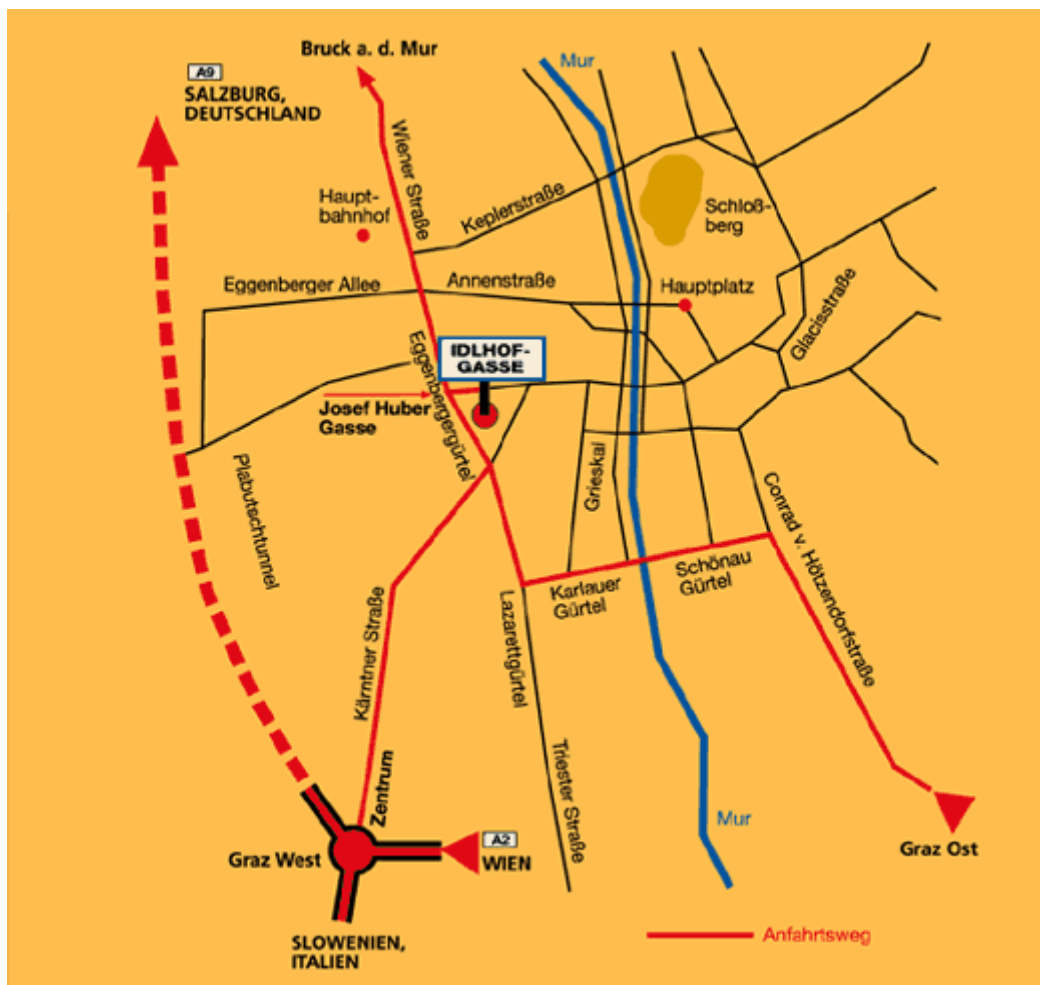 Bruck a. d. Mur
Mur
A9
SALZBURG,
DEUTSCHLAND
Wiener Straße
Haupt-
bahnhof
Keplerstraße
Schloß-
berg
Eggenberger Allee
Annenstraße
Hauptplatz
Glacisstraße
IDLHOF-
GASSE
Eggenbergergürtel
Josef Huber
Gasse
Plabutschtunnel
Grieskai
Conrad v. Hötzendorfstraße
Karlauer
Gürtel
Schönau
Gürtel
Lazarettgürtel
Kärntner Straße
Zentrum
Triester Straße
Mur
A2
WIEN
Graz West
Graz Ost
SLOWENIEN,
ITALIEN
Anfahrtsweg